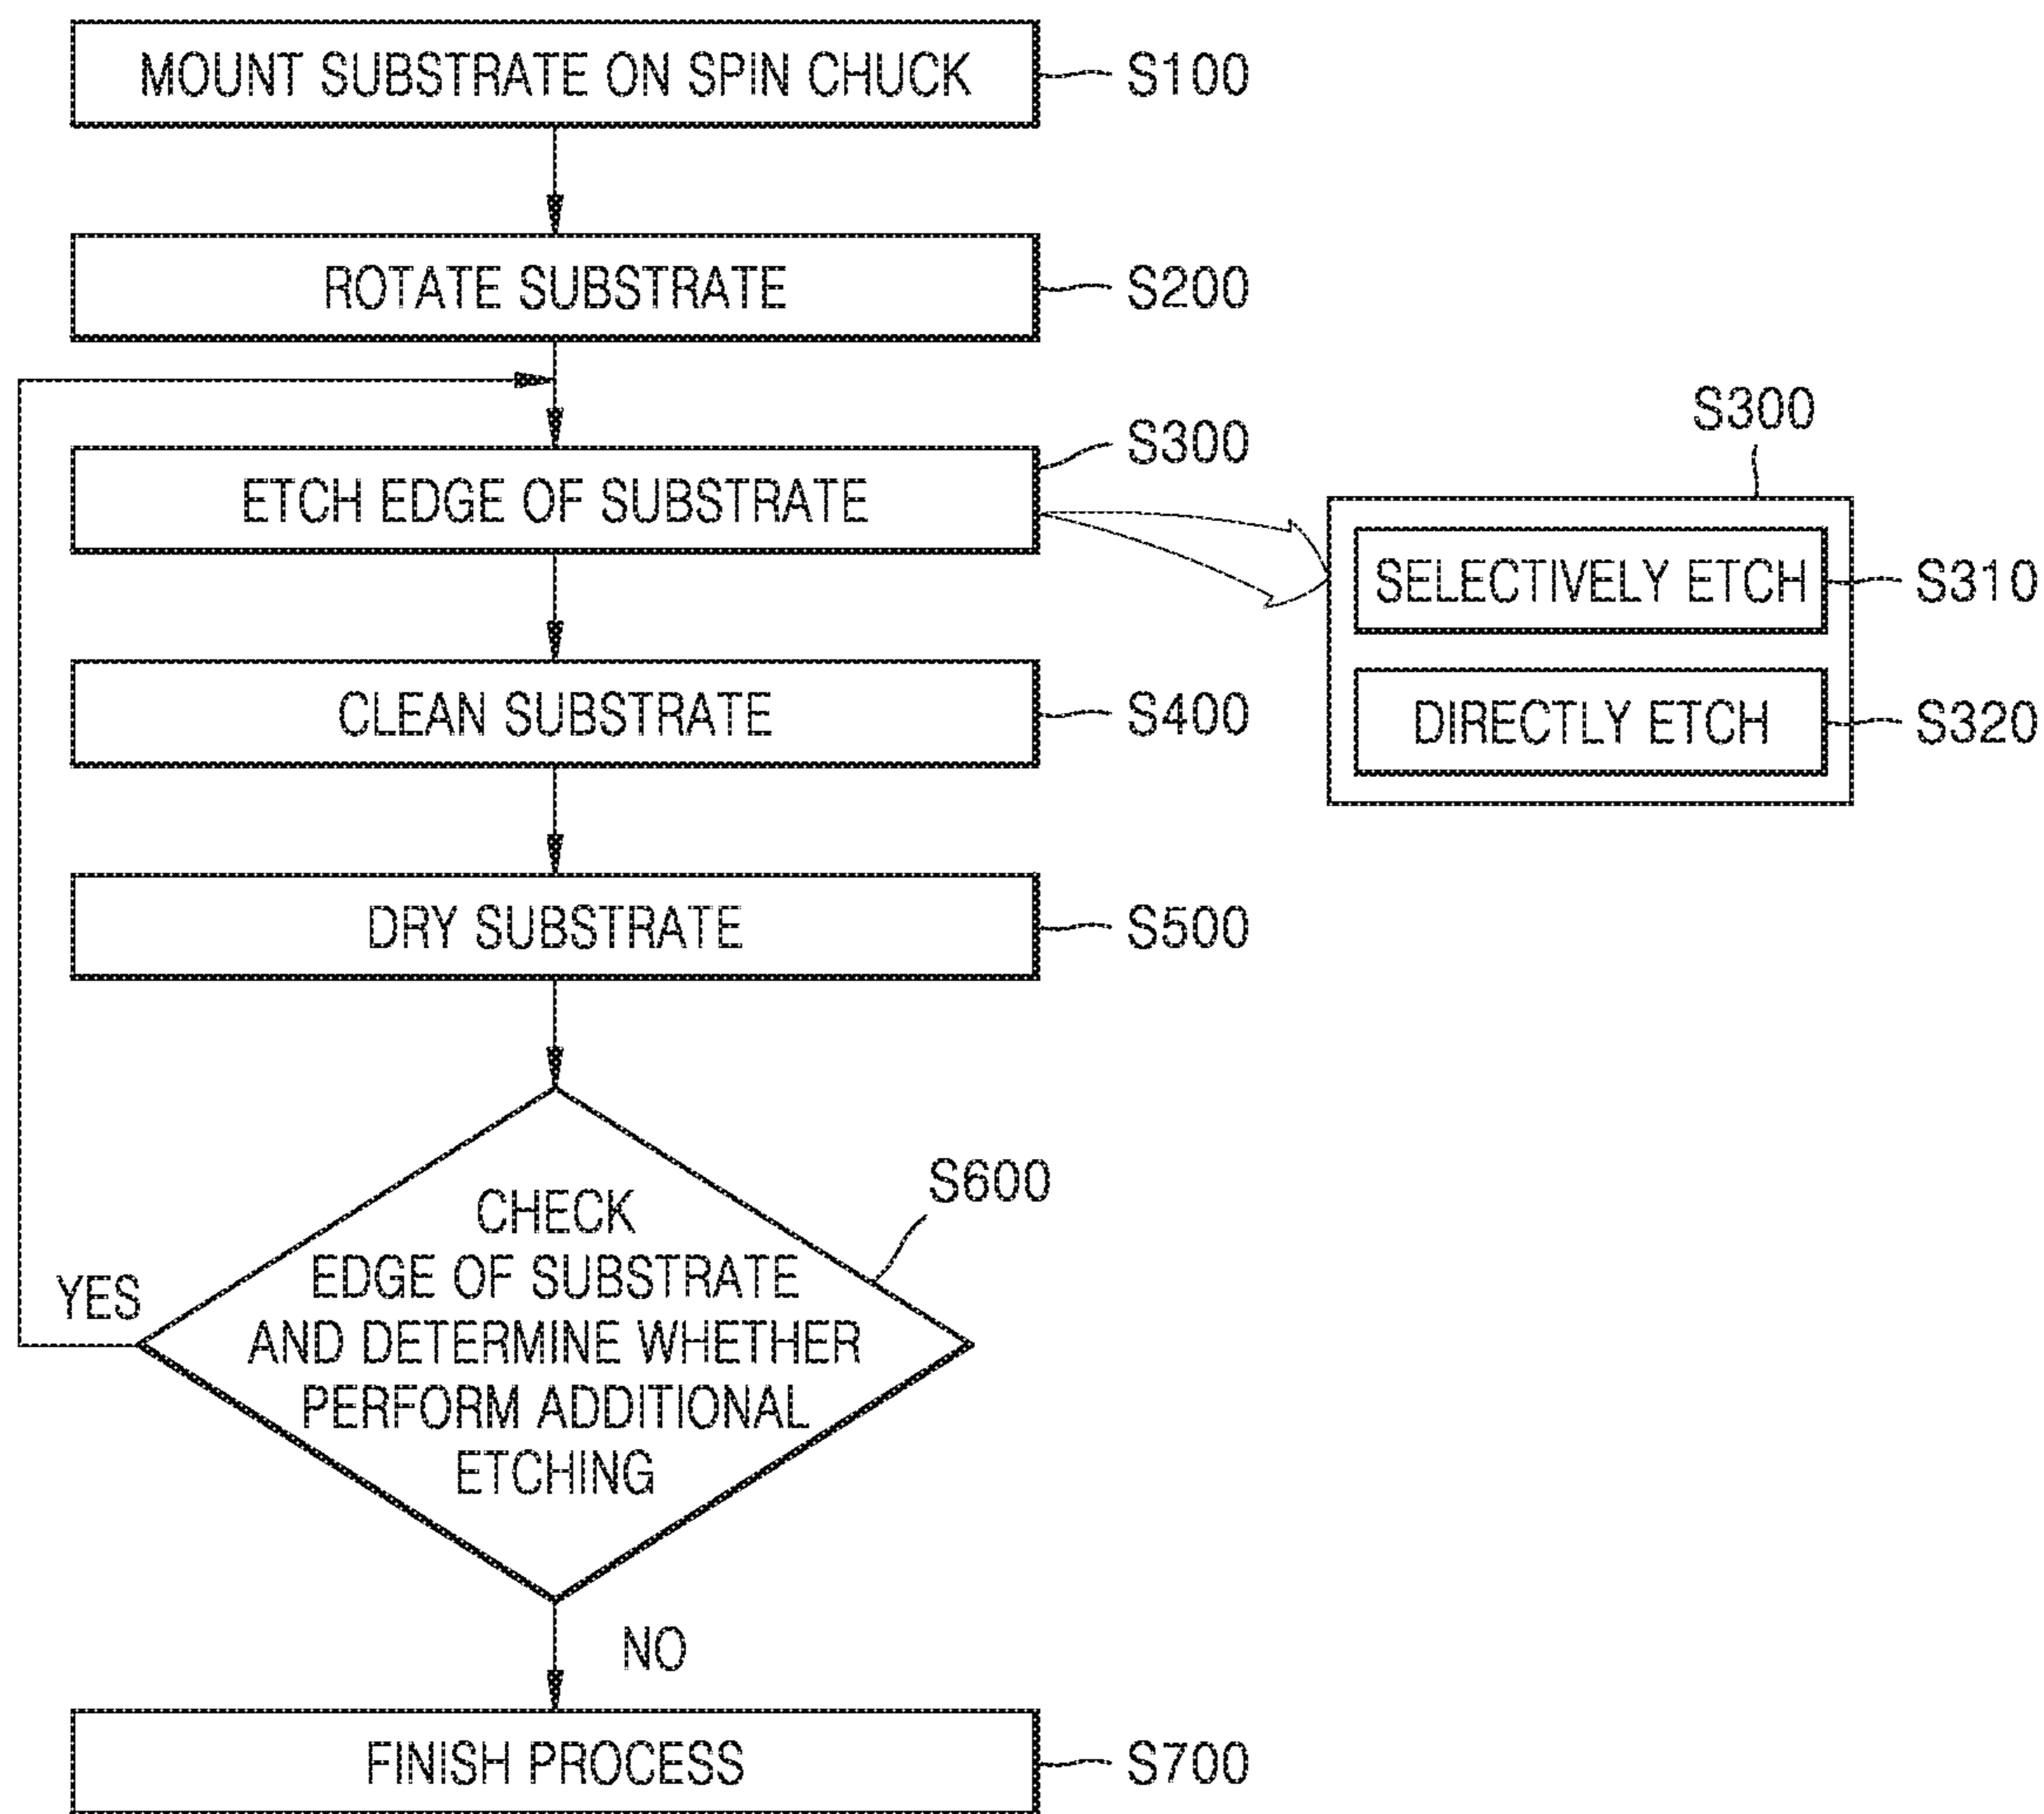 MOUNT SUBSTRATE ON SPIN CHUCK
S100
ROTATE SUBSTRATE
S200
ETCH EDGE OF SUBSTRATE
S300
S300
SELECTIVELY ETCH
S310
DIRECTLY ETCH
S320
CLEAN SUBSTRATE
S400
DRY SUBSTRATE
S500
CHECK
EDGE OF SUBSTRATE
AND DETERMINE WHETHER
PERFORM ADDITIONAL
ETCHING
S600
YES
NO
FINISH PROCESS
S700